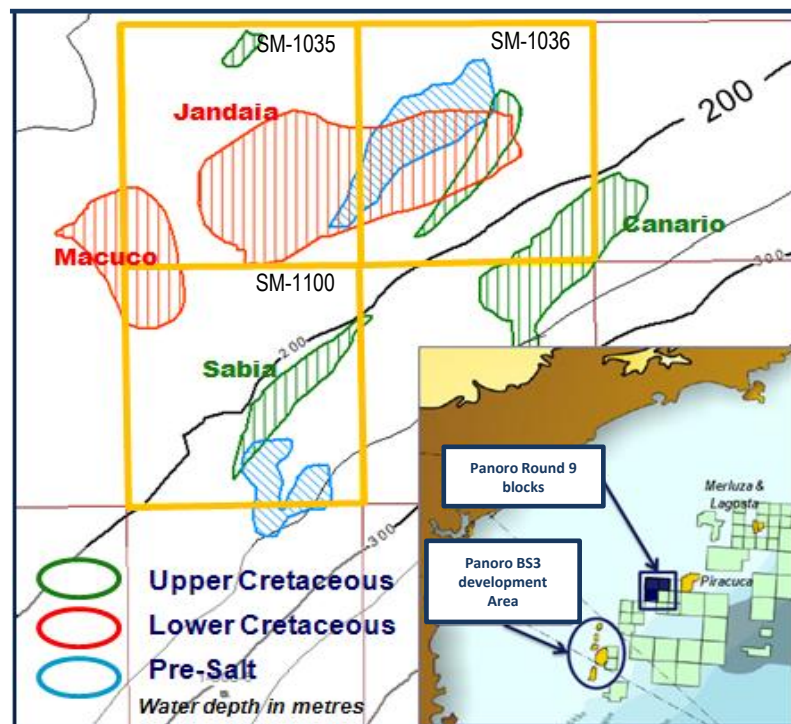 SM-1035
SM-1036
Jandaia
200
Canario
Macuco
SM-1100
300
200
Sabia
Panoro Round 9
blocks
Merluza &
Lagosta
Panoro BS3
development
Area
Piracuca
300
Upper Cretaceous
Lower Cretaceous
Pre-Salt
Water depth in metres